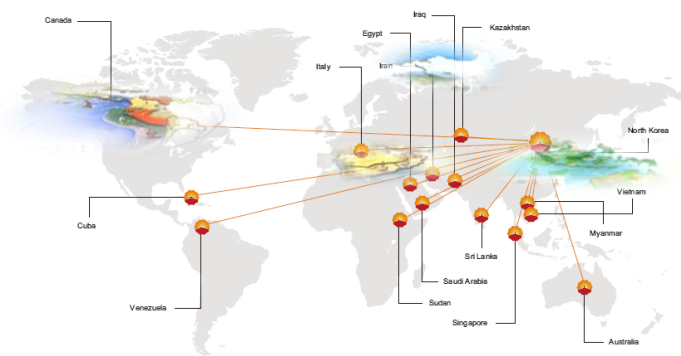 Iraq
Canada
Kazakhstan
Egypt
Italy
Iran
North Korea
Vietnam
Cuba
Myanmar
Sri Lanka
Saudi Arabia
Sudan
Venezuela
Singapore
Australia